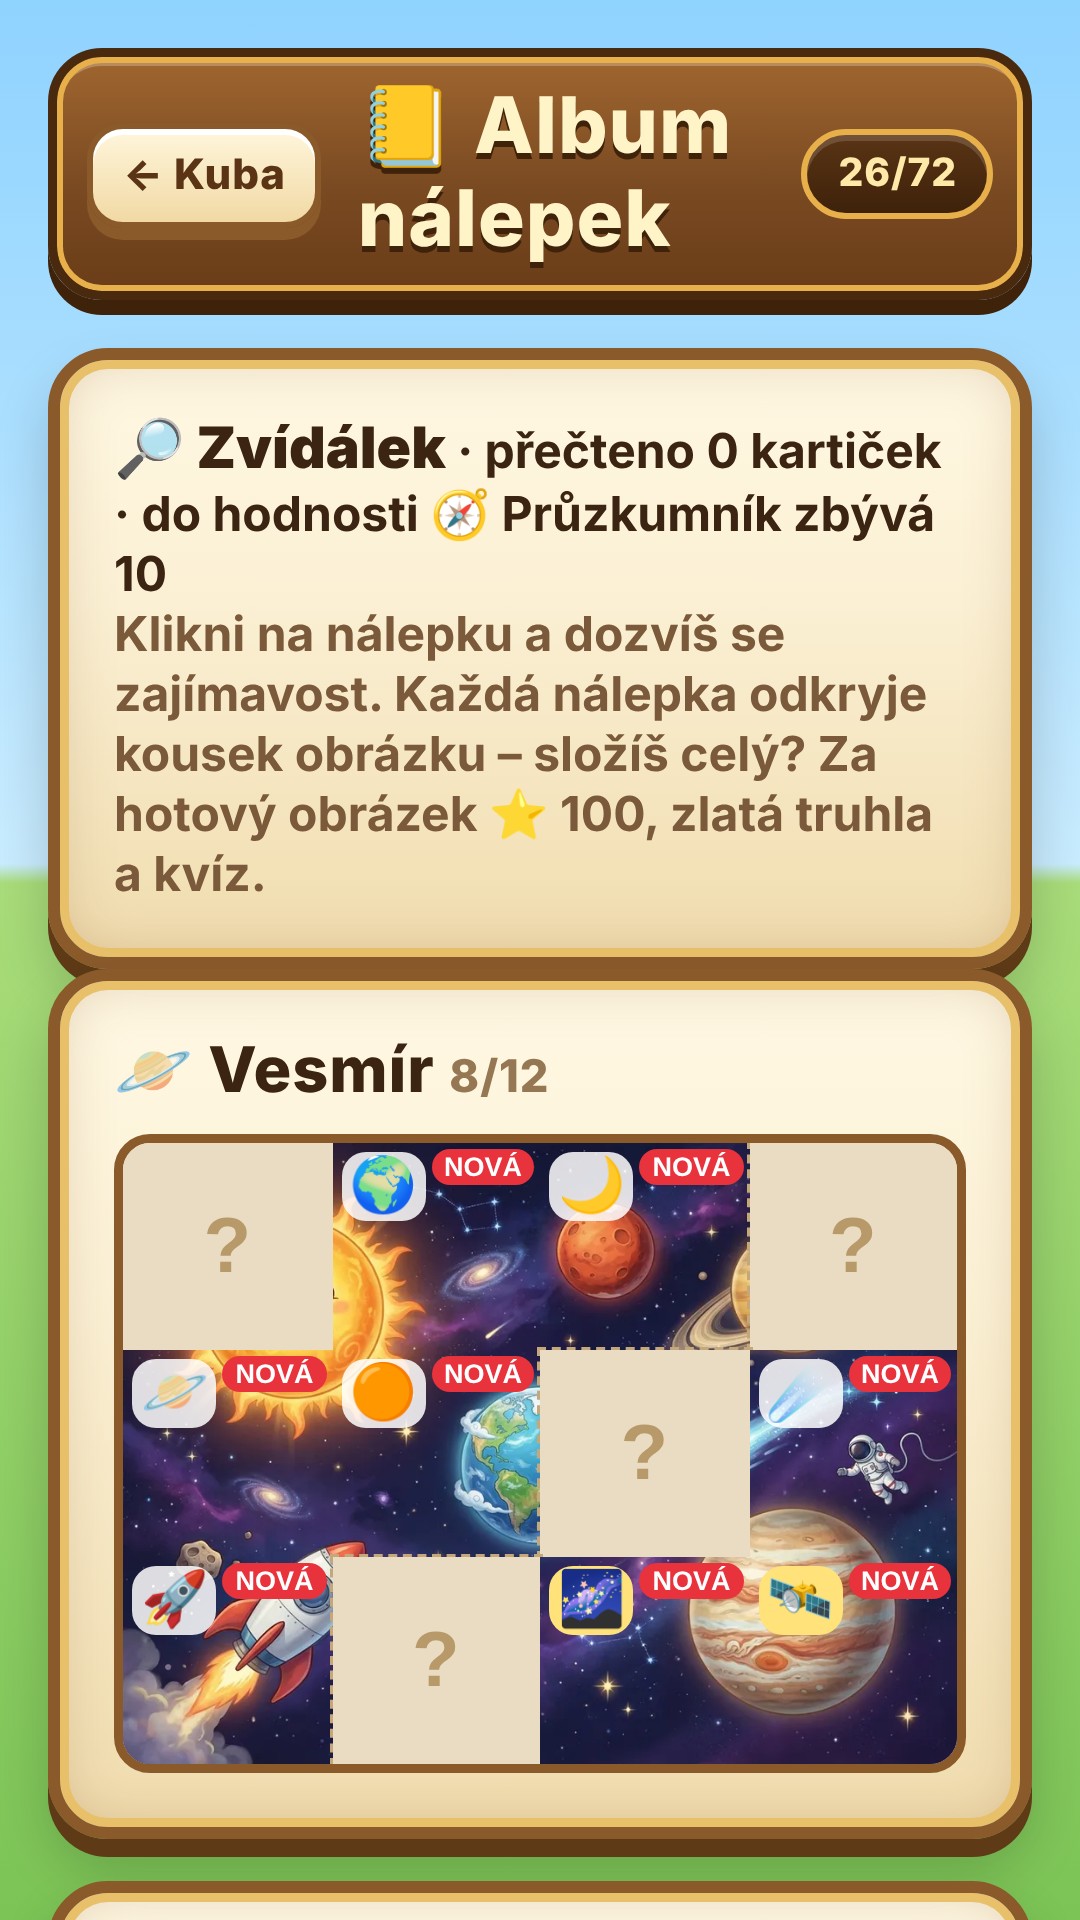 ← Kuba
📒 Album
nálepek
26/72
🔎 Zvídálek · přečteno 0 kartiček
· do hodnosti 🧭 Průzkumník zbývá
10
Klikni na nálepku a dozvíš se
zajímavost. Každá nálepka odkryje
kousek obrázku – složíš celý? Za
hotový obrázek ⭐ 100, zlatá truhla
a kvíz.
🪐 Vesmír 8/12
? NOVÁ NOVÁ ?
NOVÁ NOVÁ ? NOVÁ
NOVÁ ? NOVÁ NOVÁ